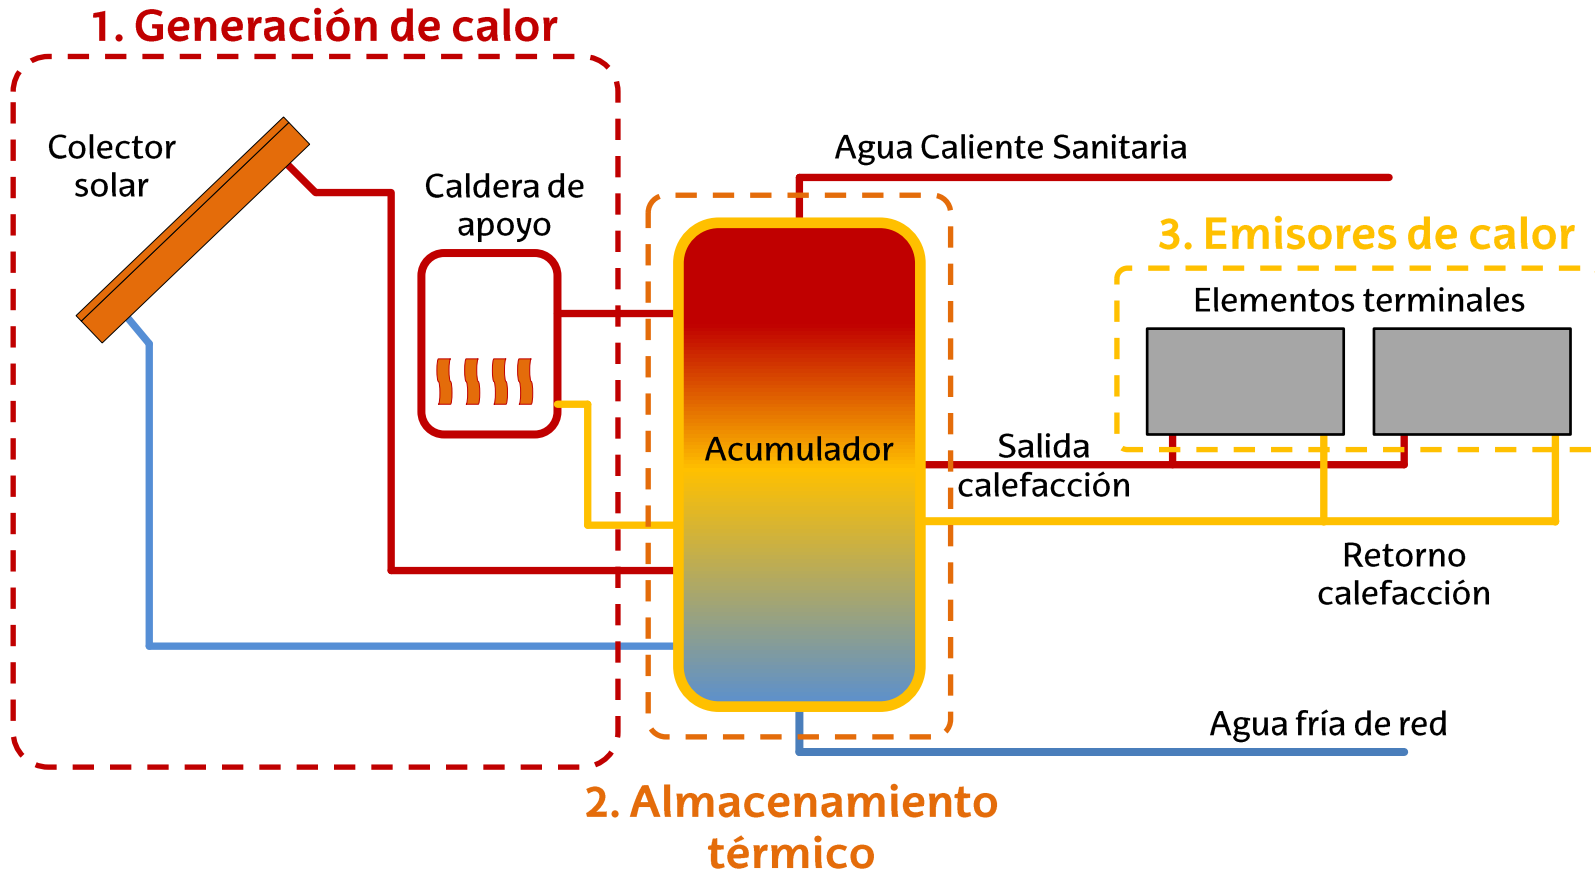 1. Generación de calor
Colector
solar
Caldera de
apoyo
Agua Caliente Sanitaria
3. Emisores de calor
Elementos terminales
Acumulador
Salida
calefacción
Retorno
calefacción
Agua fría de red
2. Almacenamiento
térmico